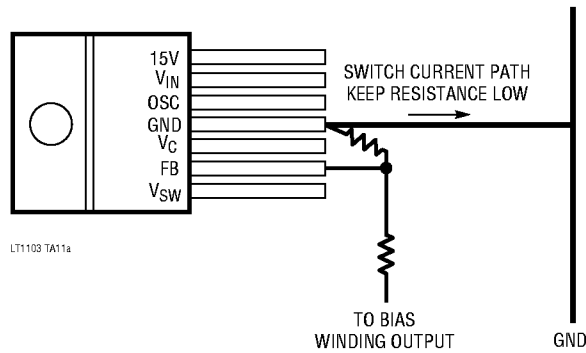 15V
VIN
OSC
GND
VC
FB
VSW
SWITCH CURRENT PATH
KEEP RESISTANCE LOW
LT1103 TA11a
TO BIAS
WINDING OUTPUT
GND